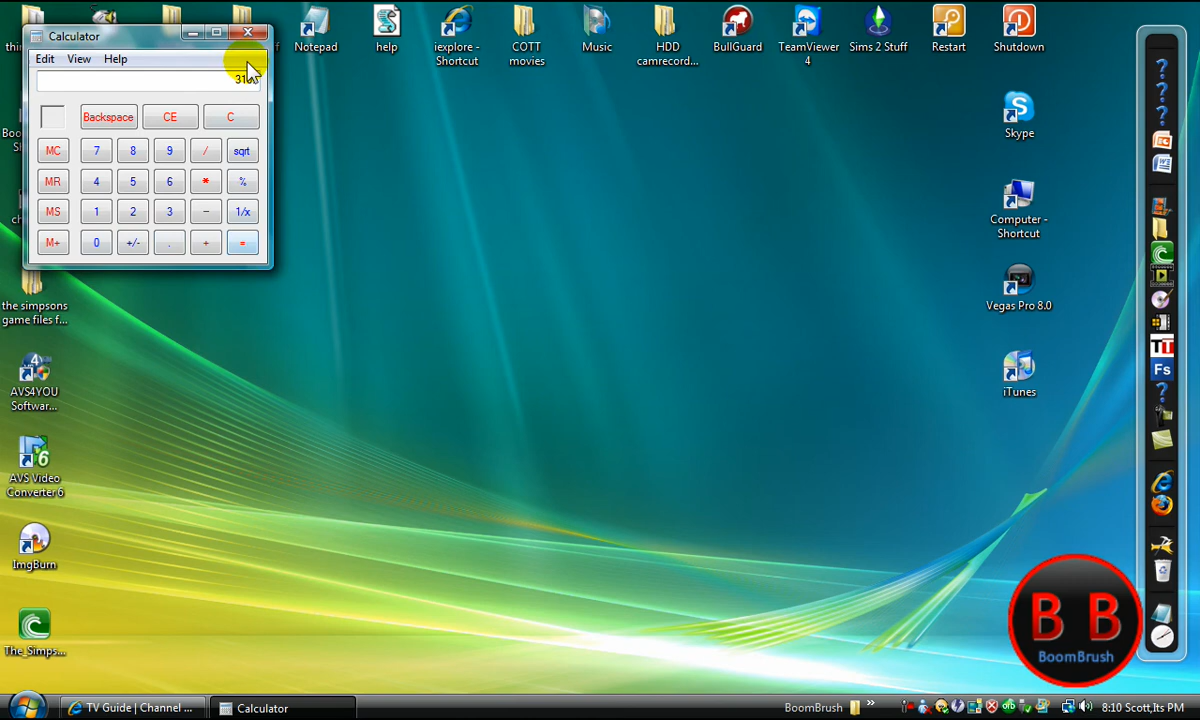 Calculator
Edit View Help
Backspace CE C
MC 7 8 9 / sqrt
MR 4 5 6 * %
MS 1 2 3 - 1/x
M+ 0 +/- . + =
Notepad
help
iexplore -
Shortcut
COTT
movies
Music
HDD
camrecord...
BullGuard
TeamViewer
4
Sims 2 Stuff
Restart
Shutdown
Skype
Computer -
Shortcut
Vegas Pro 8.0
iTunes
the simpsons
game files f...
AVS4YOU
Softwar...
AVS Video
Converter 6
ImgBurn
The_Simps...
TT
Fs
B B
BoomBrush
TV Guide | Channel ...
Calculator
BoomBrush
»
8:10 Scott,Its PM